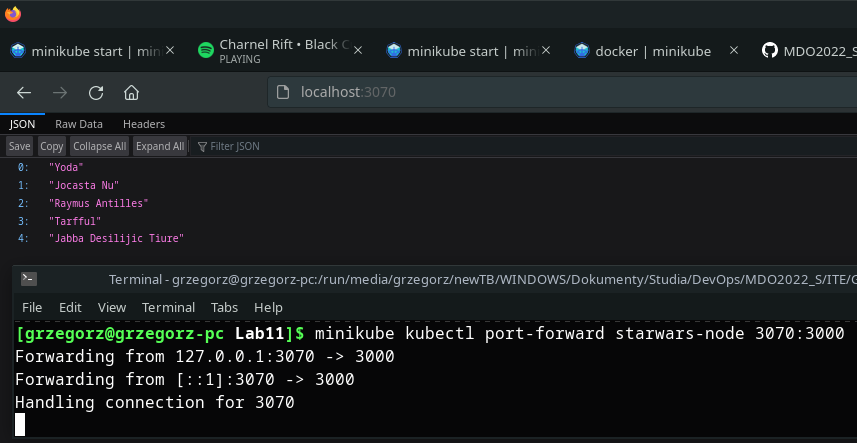 minikube start | min
Charnel Rift • Black C
PLAYING
minikube start | min
docker | minikube
MDO2022_S
localhost:3070
JSON Raw Data Headers
Save Copy Collapse All Expand All Filter JSON
0: "Yoda"
1: "Jocasta Nu"
2: "Raymus Antilles"
3: "Tarfful"
4: "Jabba Desilijic Tiure"
Terminal - grzegorz@grzegorz-pc:/run/media/grzegorz/newTB/WINDOWS/Dokumenty/Studia/DevOps/MDO2022_S/ITE/G
File Edit View Terminal Tabs Help
[grzegorz@grzegorz-pc Lab11]$ minikube kubectl port-forward starwars-node 3070:3000
Forwarding from 127.0.0.1:3070 -> 3000
Forwarding from [::1]:3070 -> 3000
Handling connection for 3070